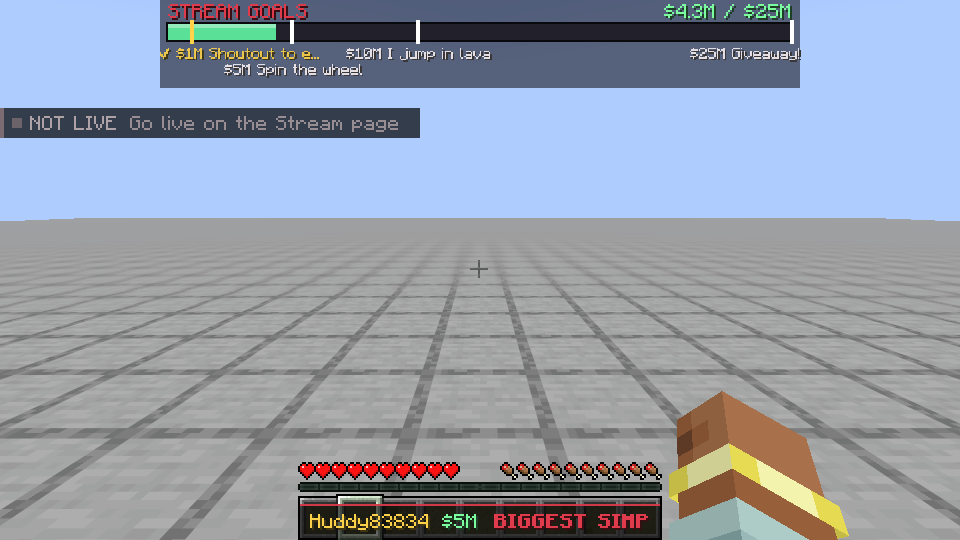 STREAM GOALS $4.3M / $25M
✓ $1M Shoutout to e... $10M I jump in lava $25M Giveaway!
$5M Spin the wheel
NOT LIVE Go live on the Stream page
Huddy83834 $5M BIGGEST SIMP